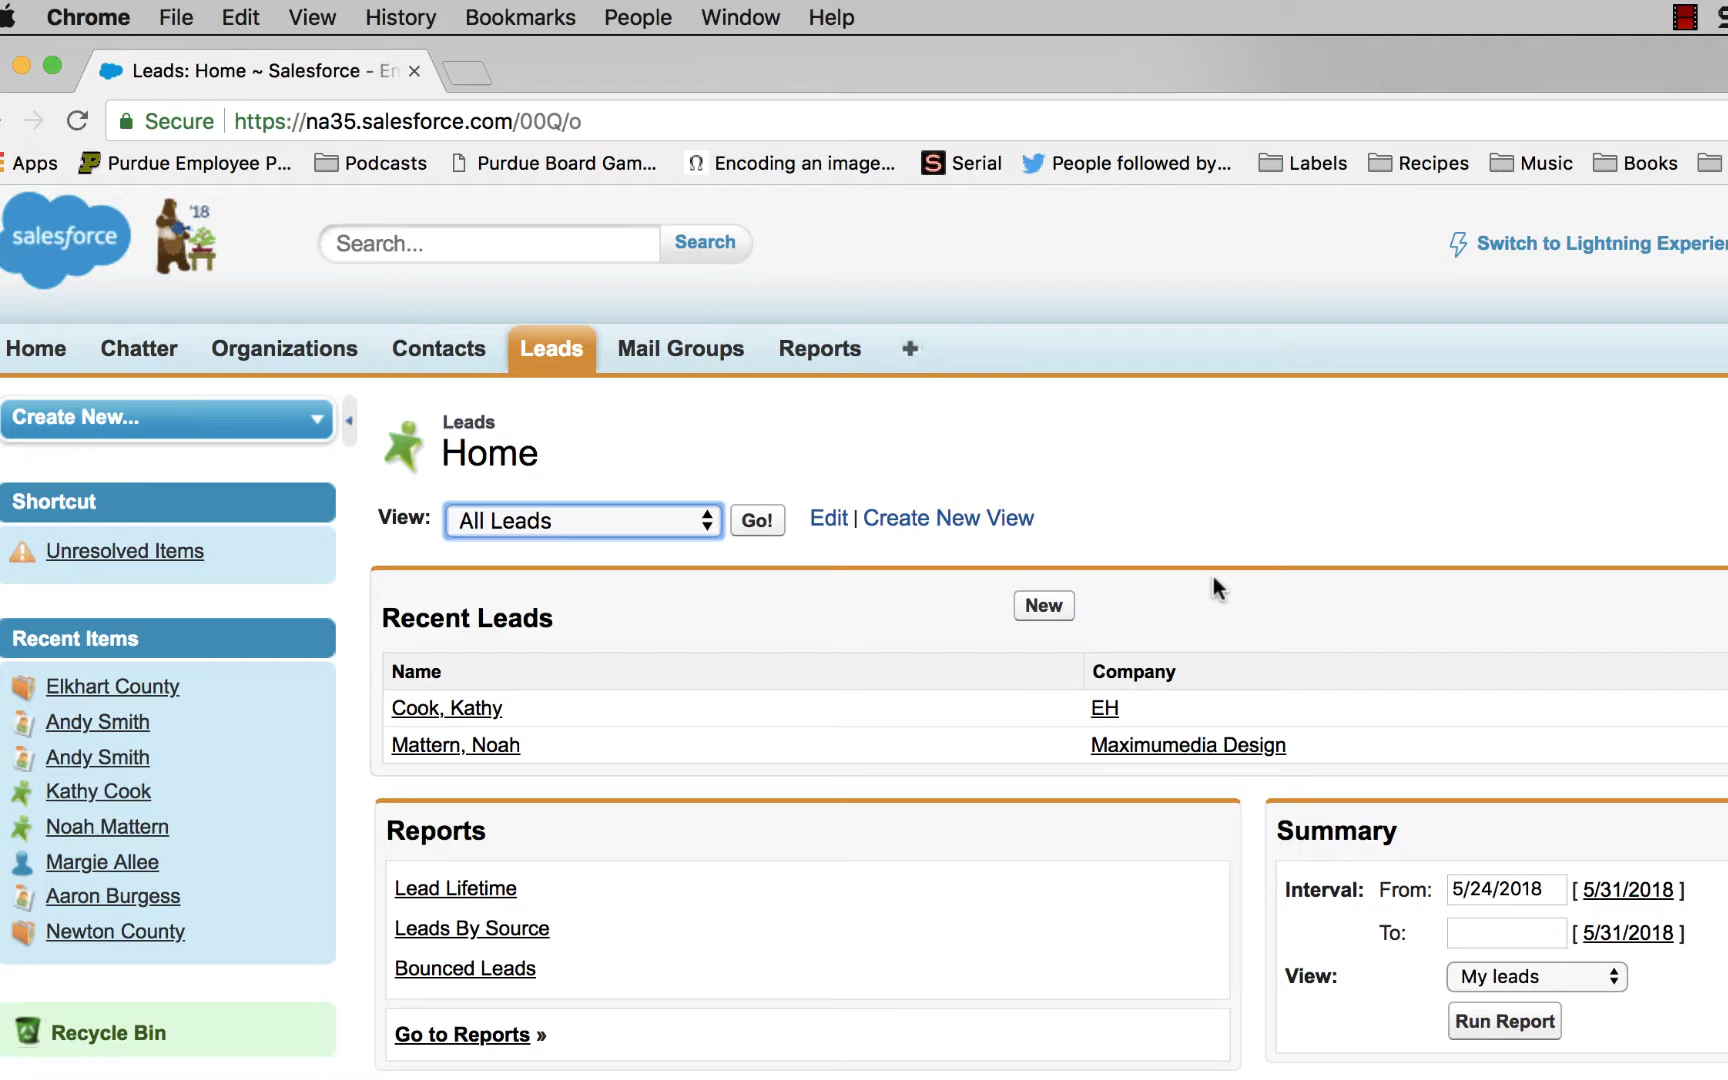 Chrome File Edit View History Bookmarks People Window Help
Leads: Home ~ Salesforce - En
Secure https://na35.salesforce.com/00Q/o
Apps Purdue Employee P... Podcasts Purdue Board Gam... Encoding an image... Serial People followed by... Labels Recipes Music Books
salesforce '18 Search... Search Switch to Lightning Experien
Home Chatter Organizations Contacts Leads Mail Groups Reports +
Create New...
Leads
Home
View: All Leads Go! Edit | Create New View
Shortcut
Unresolved Items
Recent Leads New
Name Company
Cook, Kathy EH
Mattern, Noah Maximumedia Design
Recent Items
Elkhart County
Andy Smith
Andy Smith
Kathy Cook
Noah Mattern
Margie Allee
Aaron Burgess
Newton County
Recycle Bin
Reports
Lead Lifetime
Leads By Source
Bounced Leads
Go to Reports »
Summary
Interval: From: 5/24/2018 [ 5/31/2018 ]
To: [ 5/31/2018 ]
View: My leads
Run Report